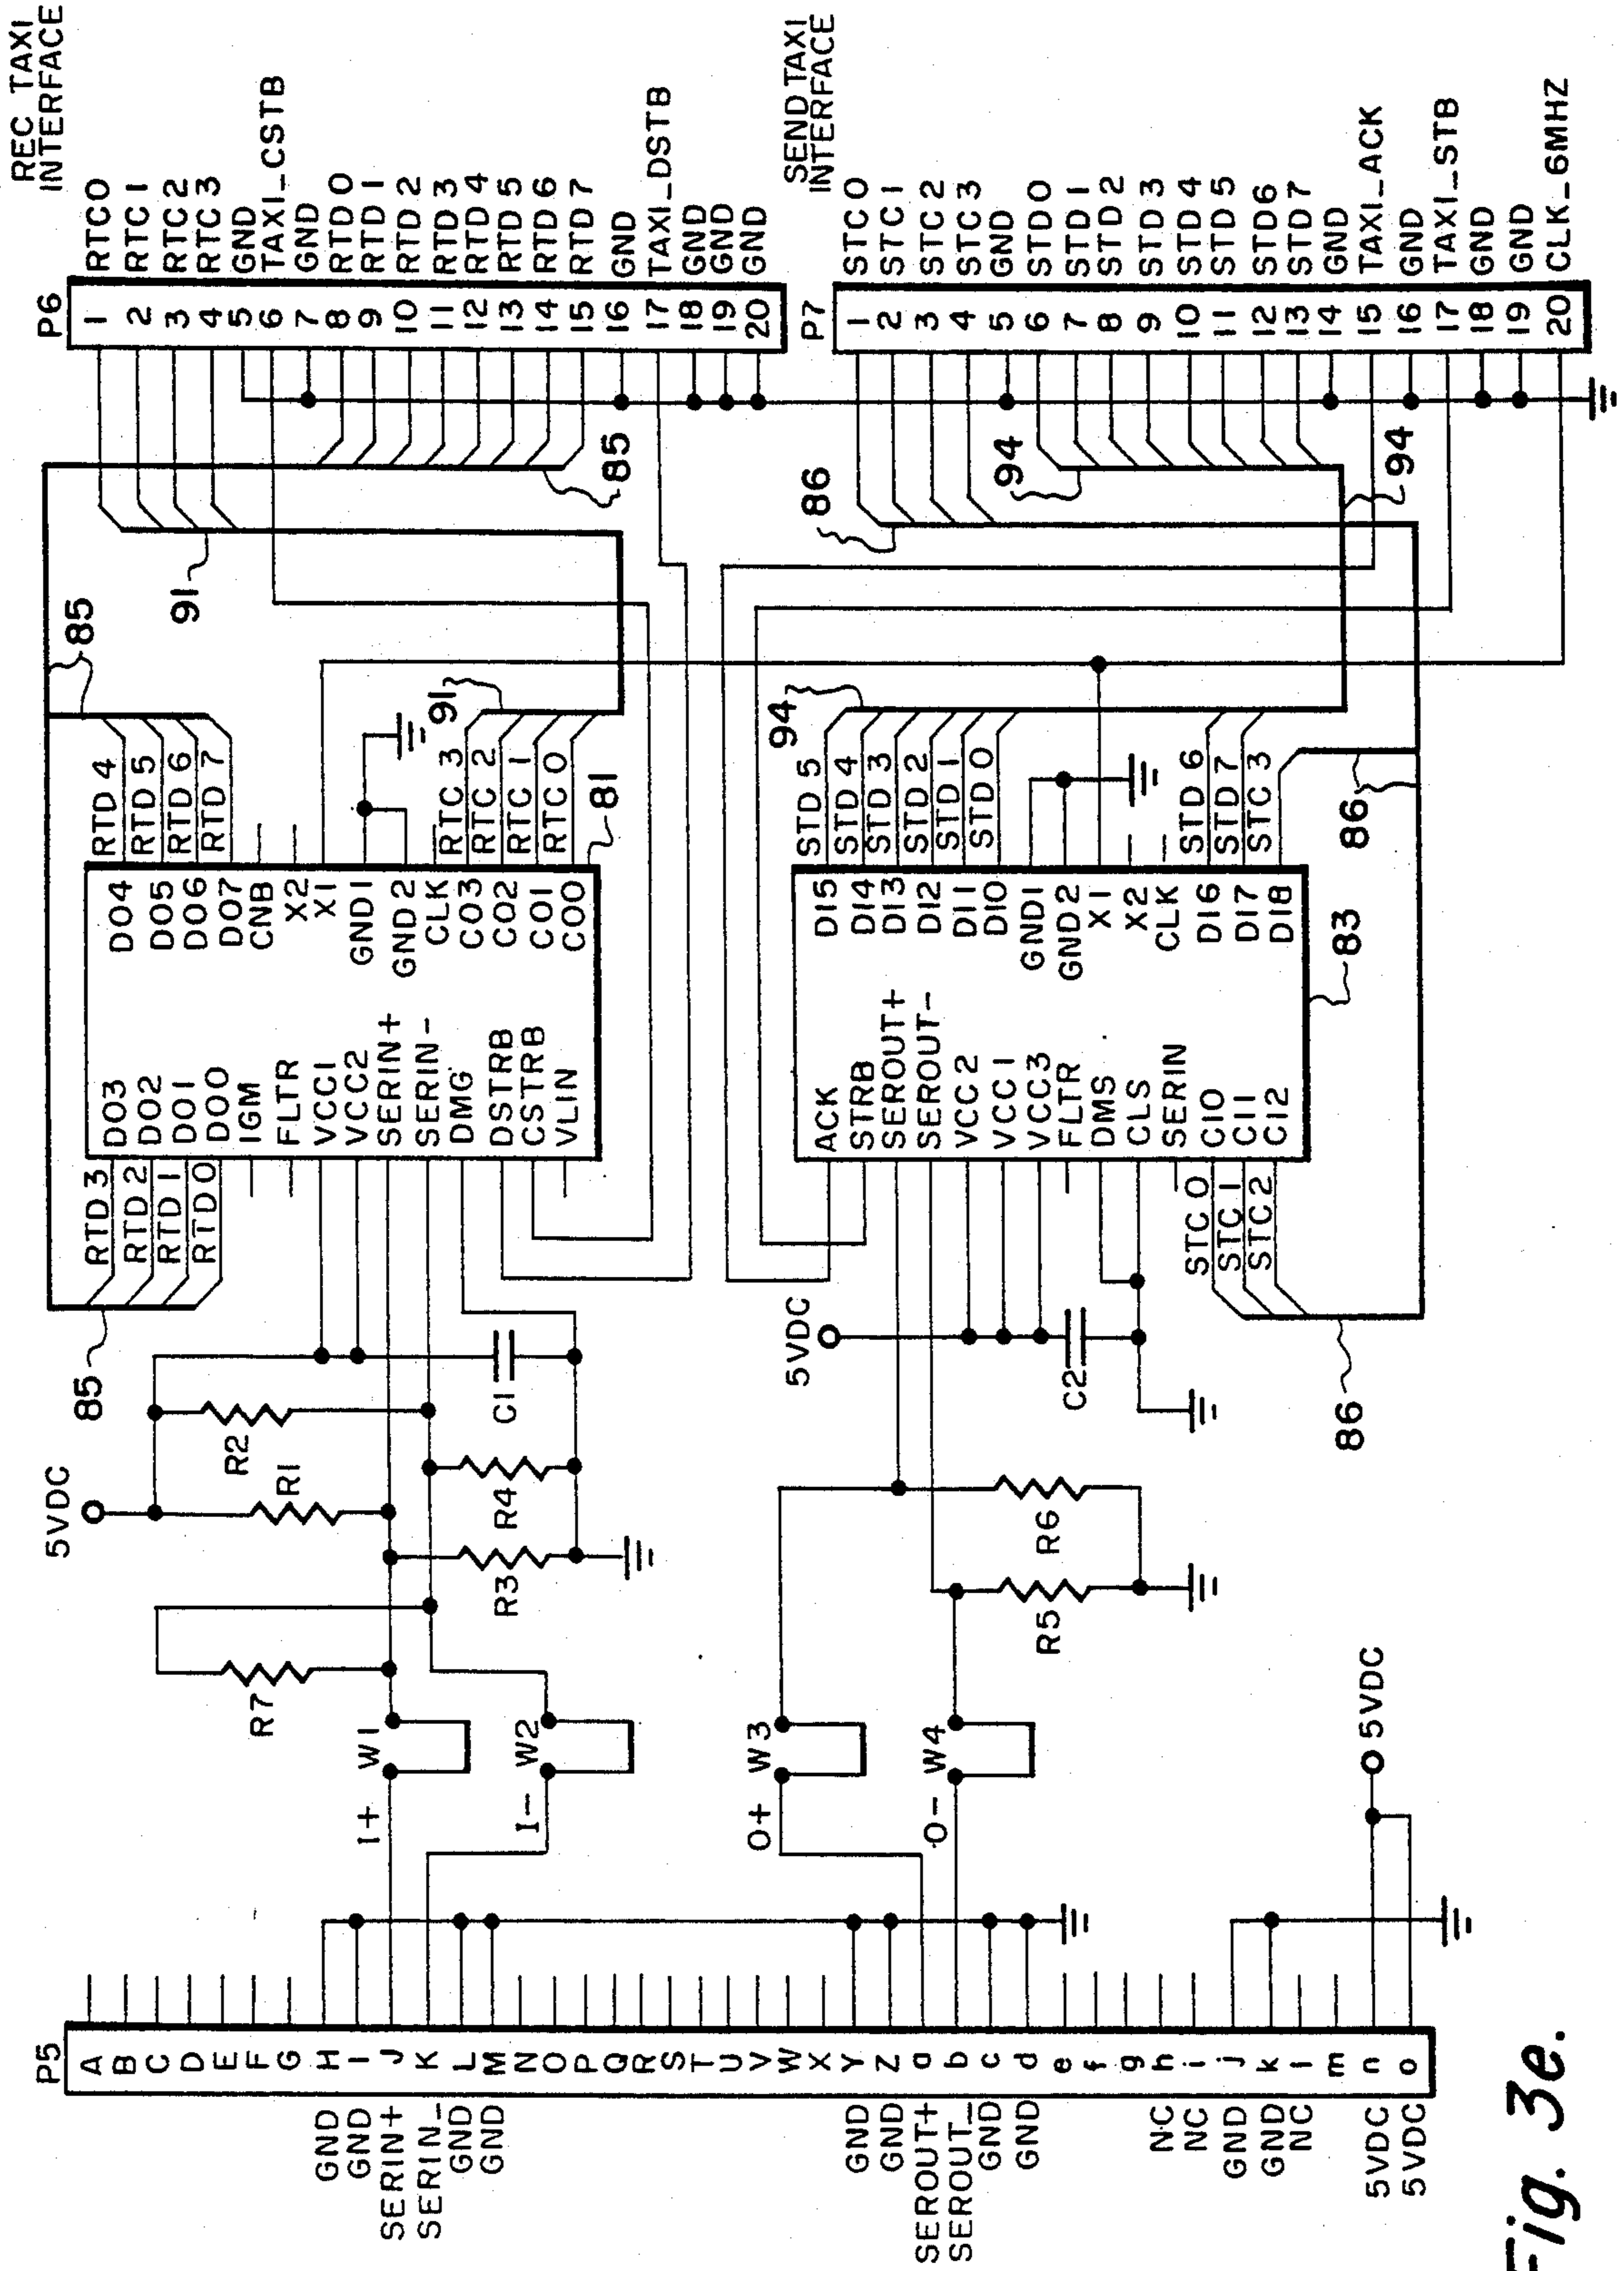 P5
A
B
C
D
E
F
G
H
I
J
K
L
M
N
O
P
Q
R
S
T
U
V
W
X
Y
Z
a
b
c
d
e
f
g
h
i
j
k
l
m
n
o
GND
GND
SERIN+
SERIN-
GND
GND
GND
GND
SEROUT+
SEROUT-
GND
GND
NC
NC
GND
GND
NC
5VDC
5VDC
5VDC
I+
W1
I-
W2
O+
W3
O-
W4
R7
5VDC
R1
R2
R3
R4
C1
R5
R6
5VDC
C2
85
RTD3
RTD2
RTD1
RTD0
DO3
DO2
DO1
DO0
IGM
FLTR
VCC1
VCC2
SERIN+
SERIN-
DMG
DSTRB
CSTRB
VLIN
DO4
DO5
DO6
DO7
CNB
X2
X1
GND1
GND2
CLK
CO3
CO2
CO1
CO0
RTD4
RTD5
RTD6
RTD7
RTC3
RTC2
RTC1
RTC0
81
85
91
91
85
ACK
STRB
SEROUT+
SEROUT-
VCC2
VCC1
VCC3
FLTR
DMS
CLS
SERIN
CI0
CI1
CI2
STC0
STC1
STC2
86
DI5
DI4
DI3
DI2
DI1
DI0
GND1
GND2
X1
X2
CLK
DI6
DI7
DI8
STD5
STD4
STD3
STD2
STD1
STD0
STD6
STD7
STC3
83
86
94
86
94
94
REC TAXI
INTERFACE
P6
1 RTC0
2 RTC1
3 RTC2
4 RTC3
5 GND
6 TAXI_CSTB
7 GND
8 RTD0
9 RTD1
10 RTD2
11 RTD3
12 RTD4
13 RTD5
14 RTD6
15 RTD7
16 GND
17 TAXI_DSTB
18 GND
19 GND
20 GND
SEND TAXI
INTERFACE
P7
1 STC0
2 STC1
3 STC2
4 STC3
5 GND
6 STD0
7 STD1
8 STD2
9 STD3
10 STD4
11 STD5
12 STD6
13 STD7
14 GND
15 TAXI_ACK
16 GND
17 TAXI_STB
18 GND
19 GND
20 CLK_6MHZ
Fig. 3e.